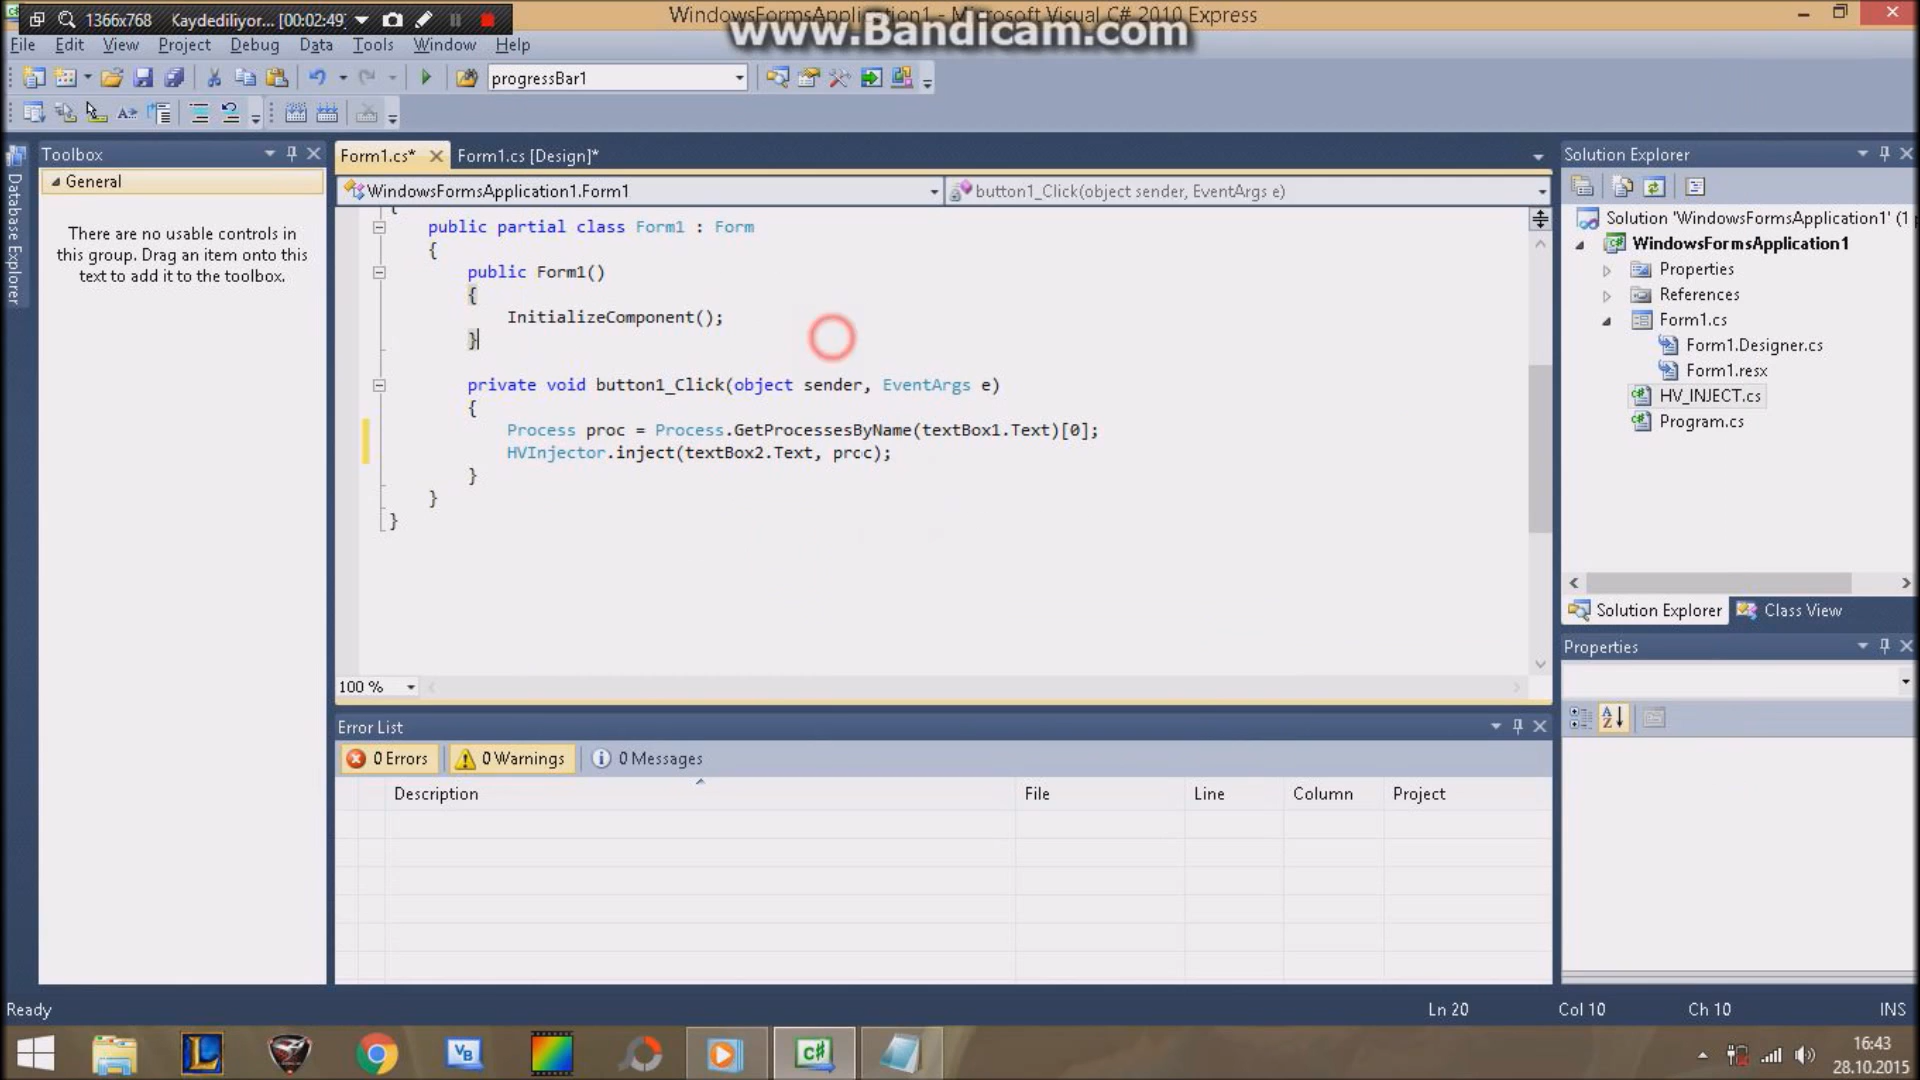 1366x768 Kaydediliyor... [00:02:49]
WindowsFormsApplication1 - Microsoft Visual C# 2010 Express
www.Bandicam.com
File Edit View Project Debug Data Tools Window Help
progressBar1
Database Explorer
Toolbox
General
There are no usable controls in
this group. Drag an item onto this
text to add it to the toolbox.
Form1.cs* Form1.cs [Design]*
WindowsFormsApplication1.Form1 button1_Click(object sender, EventArgs e)
{
public partial class Form1 : Form
{
public Form1()
{
InitializeComponent();
}
private void button1_Click(object sender, EventArgs e)
{
Process proc = Process.GetProcessesByName(textBox1.Text)[0];
HVInjector.inject(textBox2.Text, proc);
}
}
}
100 %
Error List
0 Errors 0 Warnings 0 Messages
Description File Line Column Project
Solution Explorer
Solution 'WindowsFormsApplication1' (1 p
WindowsFormsApplication1
Properties
References
Form1.cs
Form1.Designer.cs
Form1.resx
HV_INJECT.cs
Program.cs
Solution Explorer Class View
Properties
Ready Ln 20 Col 10 Ch 10 INS
16:43
28.10.2015